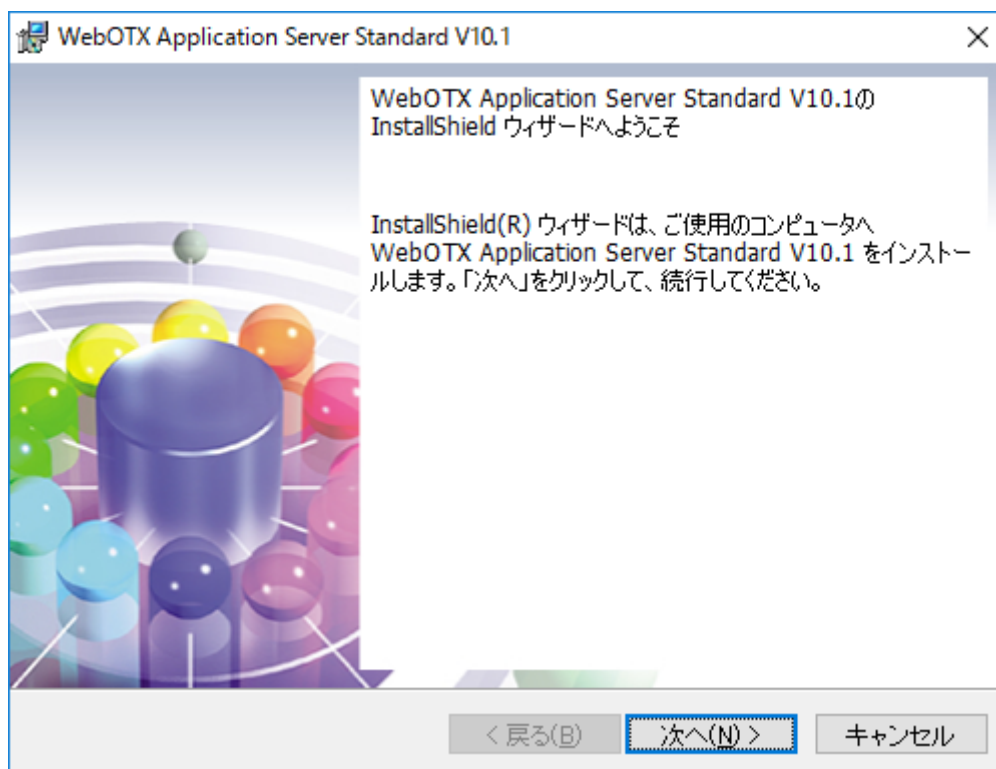 WebOTX Application Server Standard V10.1
WebOTX Application Server Standard V10.1の
InstallShield ウィザードへようこそ
InstallShield(R) ウィザードは、ご使用のコンピュータへ
WebOTX Application Server Standard V10.1 をインストー
ルします。「次へ」をクリックして、続行してください。
< 戻る(B)
次へ(N) >
キャンセル